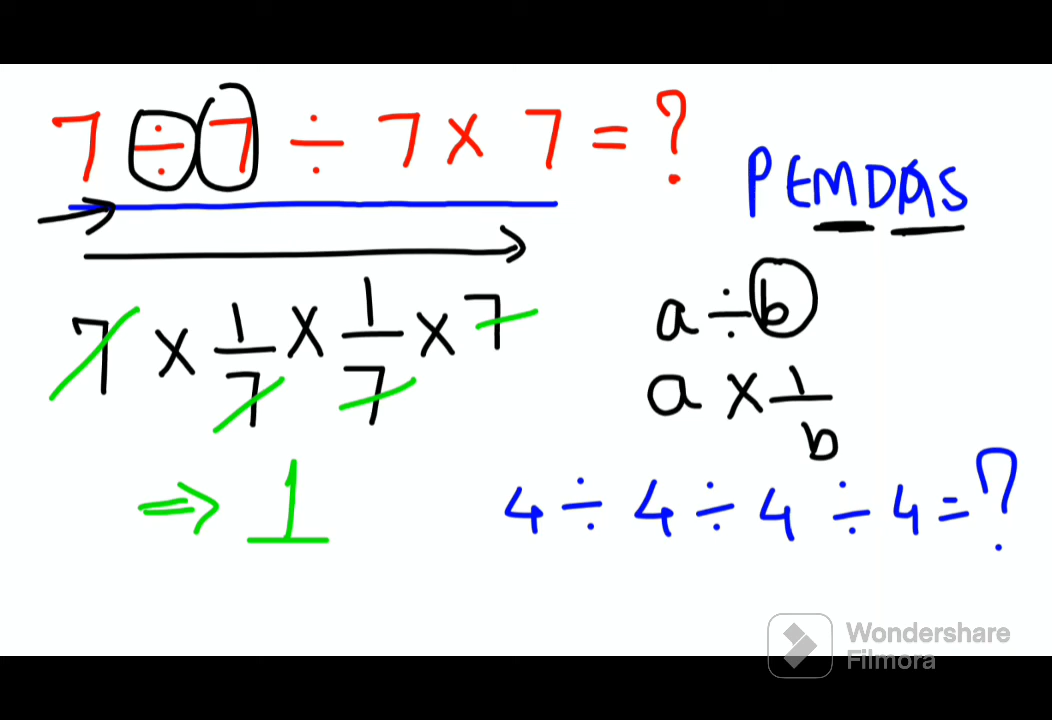 7 ÷ 7 ÷ 7 × 7 = ?
PEMDAS
7 × 1/7 × 1/7 × 7
a ÷ b
a × 1/b
⇒ 1
4 ÷ 4 ÷ 4 ÷ 4 = ?
Wondershare
Filmora